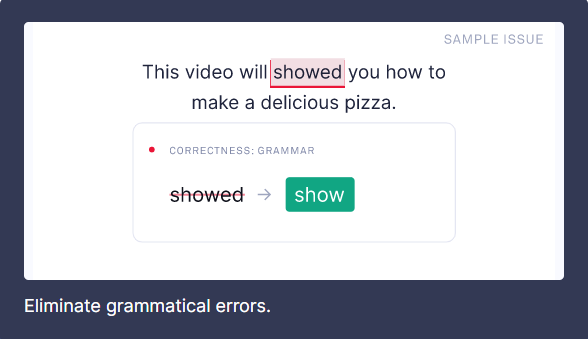 SAMPLE ISSUE
This video will showed you how to
make a delicious pizza.
CORRECTNESS: GRAMMAR
showed → show
Eliminate grammatical errors.